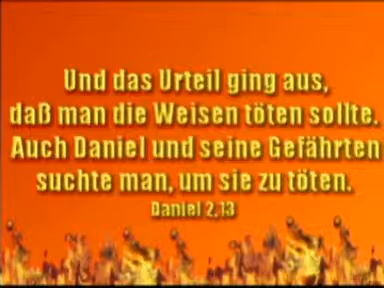 Und das Urteil ging aus,
daß man die Weisen töten sollte.
Auch Daniel und seine Gefährten
suchte man, um sie zu töten.
Daniel 2,13